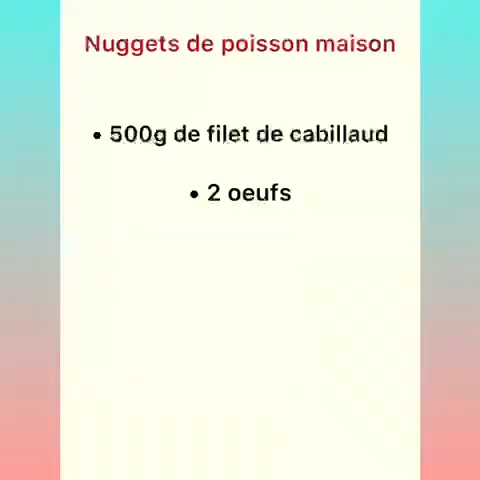 Nuggets de poisson maison
• 500g de filet de cabillaud
• 2 oeufs